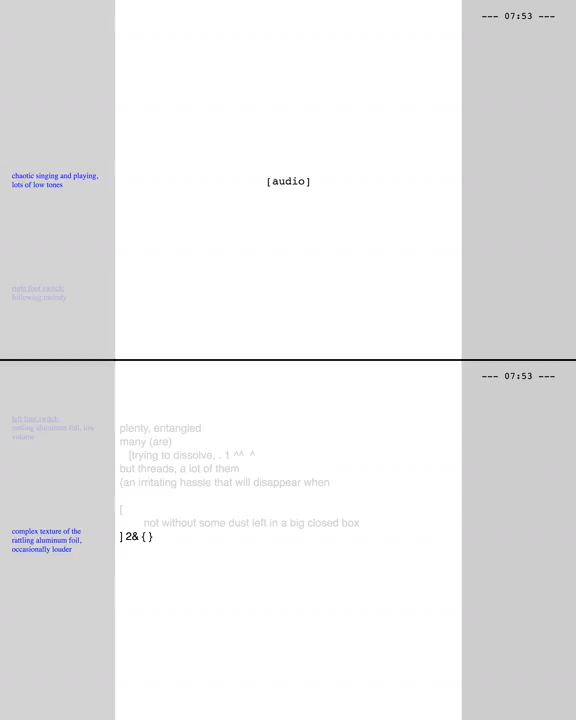 --- 07:53 ---
chaotic singing and playing,
lots of low tones
[audio]
right foot switch:
following melody
--- 07:53 ---
left foot switch:
rattling aluminum foil, low
volume
plenty, entangled
many (are)
[trying to dissolve, . 1 ^^ ^
but threads, a lot of them
{an irritating hassle that will disappear when
[
not without some dust left in a big closed box
] 2& { }
complex texture of the
rattling aluminum foil,
occasionally louder